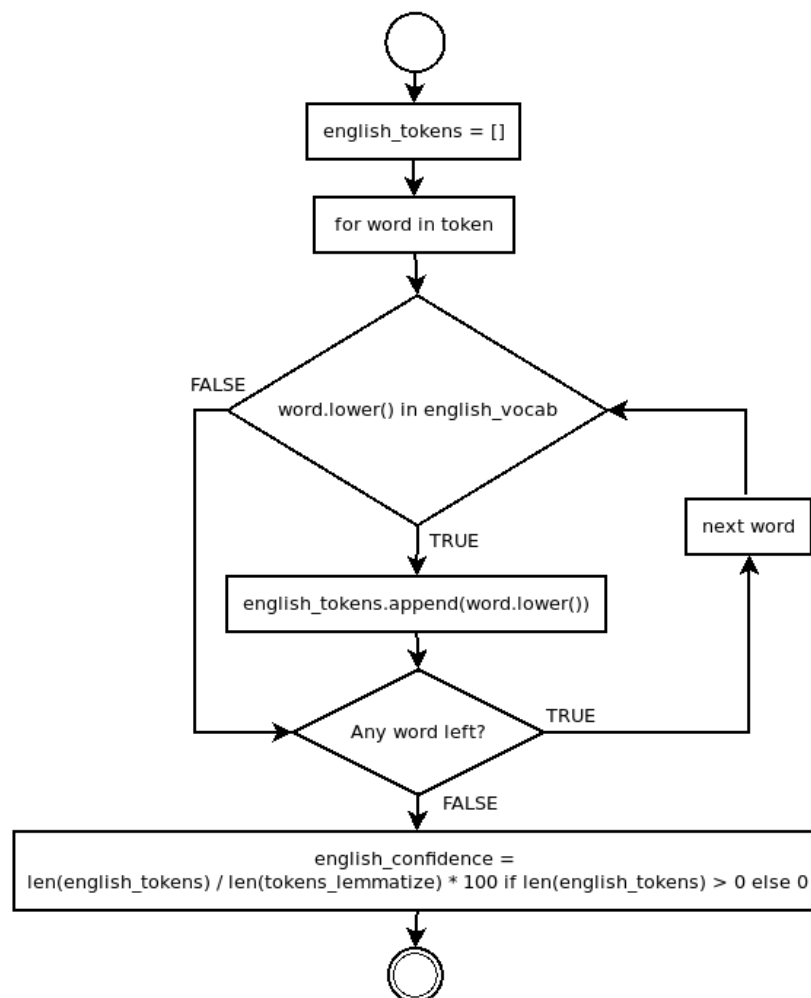 english_tokens = []
for word in token
FALSE
word.lower() in english_vocab
next word
TRUE
english_tokens.append(word.lower())
TRUE
Any word left?
FALSE
english_confidence =
len(english_tokens) / len(tokens_lemmatize) * 100 if len(english_tokens) > 0 else 0